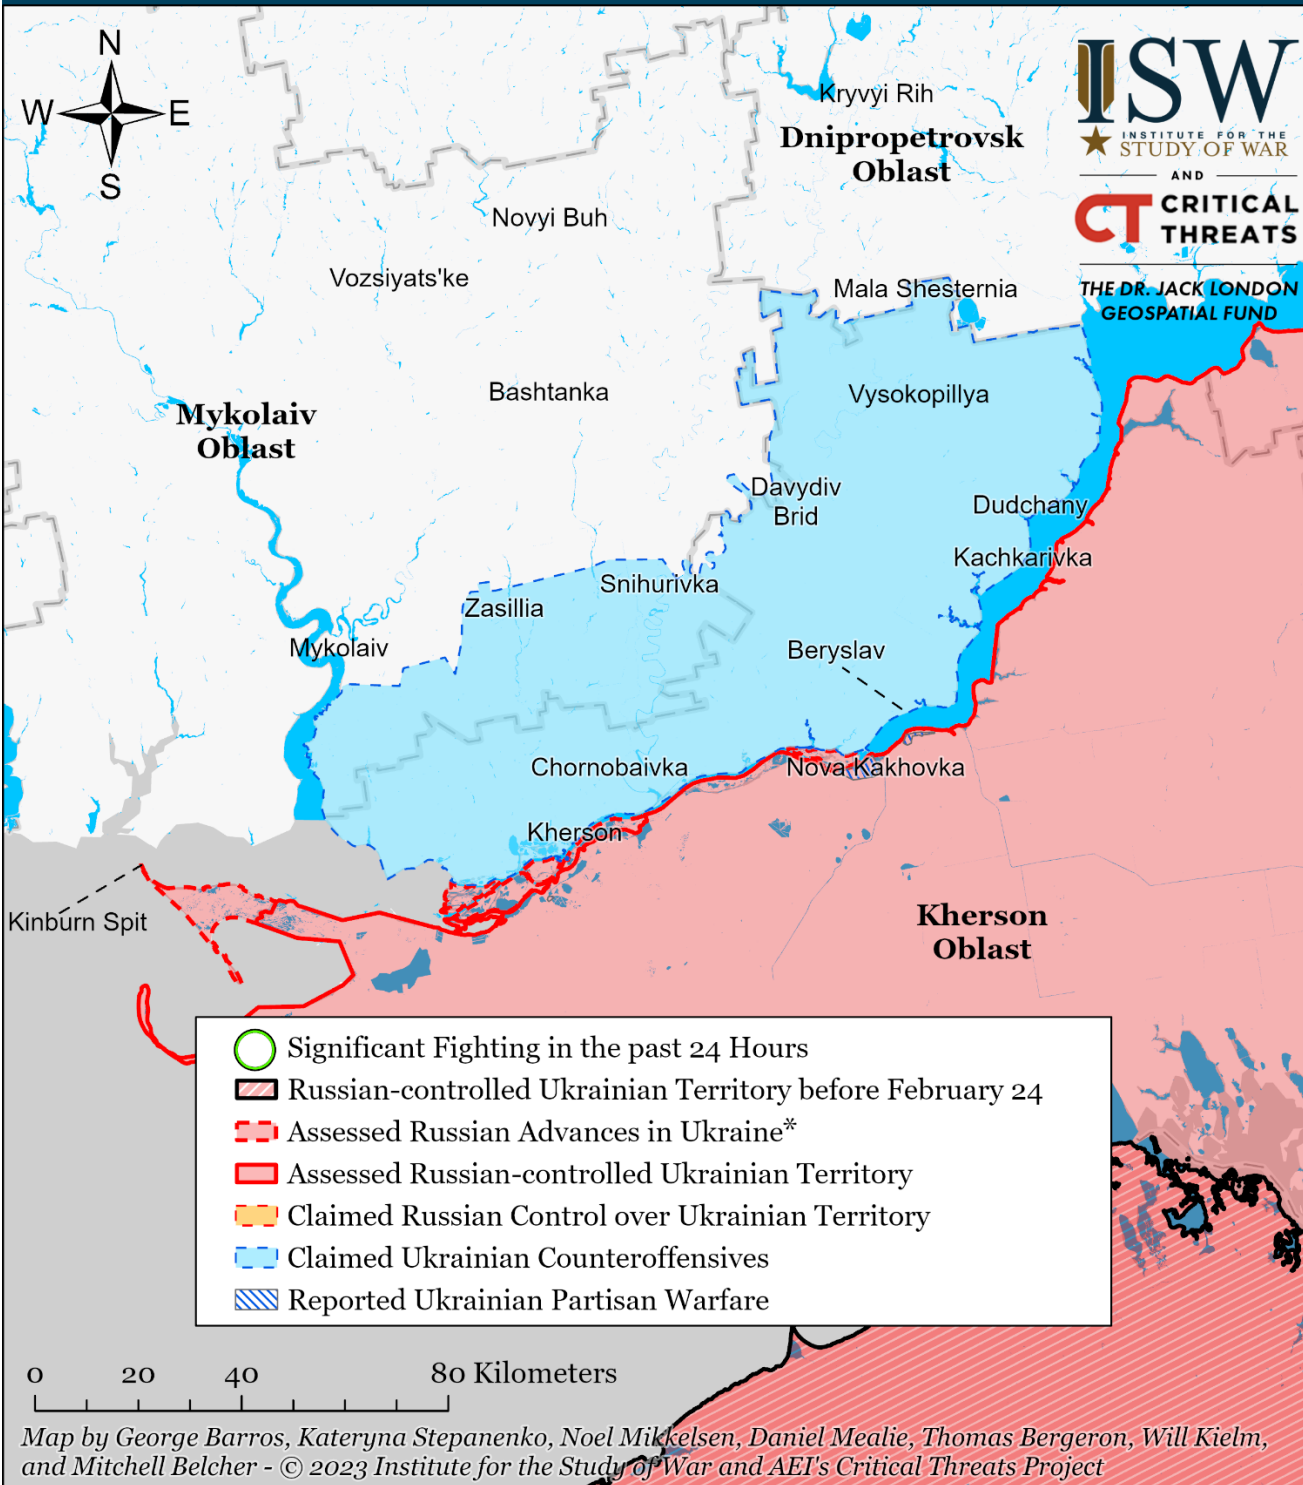 N
W
E
S
ISW
INSTITUTE FOR THE
STUDY OF WAR
AND
CT CRITICAL
THREATS
THE DR. JACK LONDON
GEOSPATIAL FUND
Kryvyi Rih
Dnipropetrovsk
Oblast
Novyi Buh
Vozsiyats'ke
Mala Shesternia
Bashtanka
Vysokopillya
Mykolaiv
Oblast
Davydiv
Brid
Dudchany
Kachkarivka
Snihurivka
Zasillia
Mykolaiv
Beryslav
Chornobaivka
Nova Kakhovka
Kherson
Kinburn Spit
Kherson
Oblast
Significant Fighting in the past 24 Hours
Russian-controlled Ukrainian Territory before February 24
Assessed Russian Advances in Ukraine*
Assessed Russian-controlled Ukrainian Territory
Claimed Russian Control over Ukrainian Territory
Claimed Ukrainian Counteroffensives
Reported Ukrainian Partisan Warfare
0 20 40 80 Kilometers
Map by George Barros, Kateryna Stepanenko, Noel Mikkelsen, Daniel Mealie, Thomas Bergeron, Will Kielm,
and Mitchell Belcher - © 2023 Institute for the Study of War and AEI's Critical Threats Project